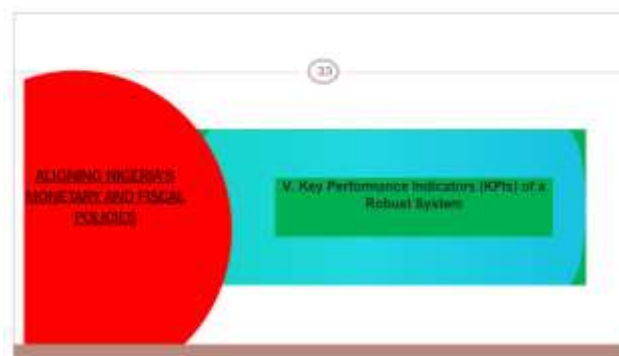 33
ALIGNING NIGERIA'S
MONETARY AND FISCAL
POLICIES
V. Key Performance Indicators (KPIs) of a
Robust System